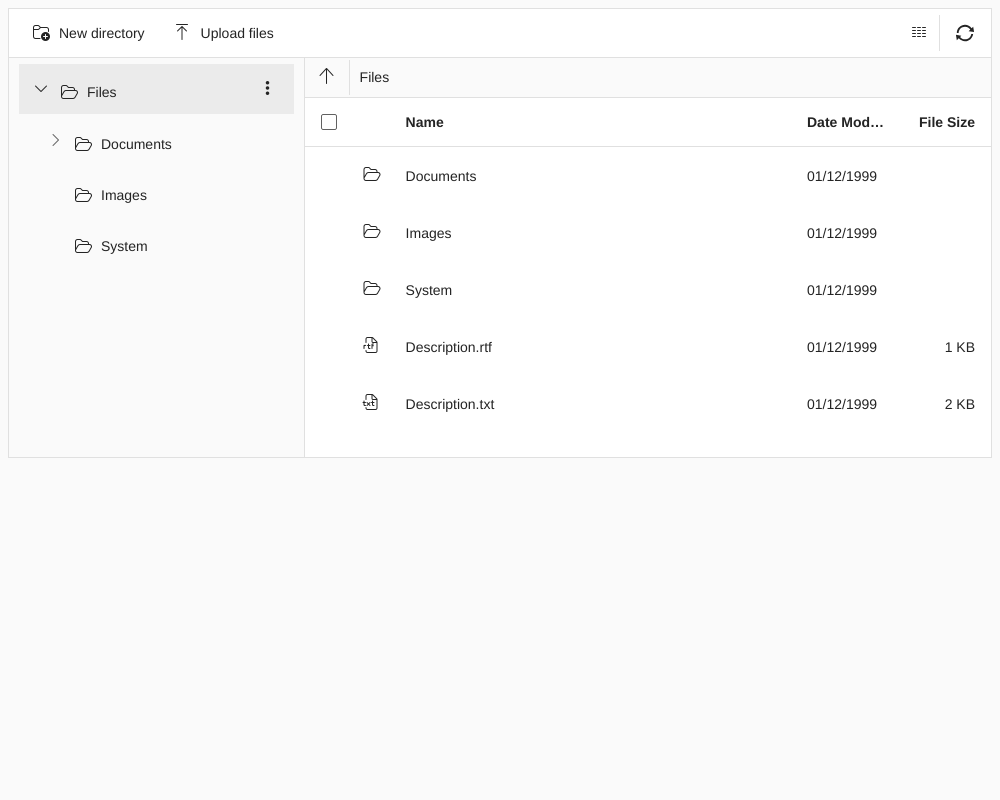 New directory Upload files
Files Files
Name Date Mod… File Size
Documents
Images
System
Documents 01/12/1999
Images 01/12/1999
System 01/12/1999
rtf Description.rtf 01/12/1999 1 KB
txt Description.txt 01/12/1999 2 KB